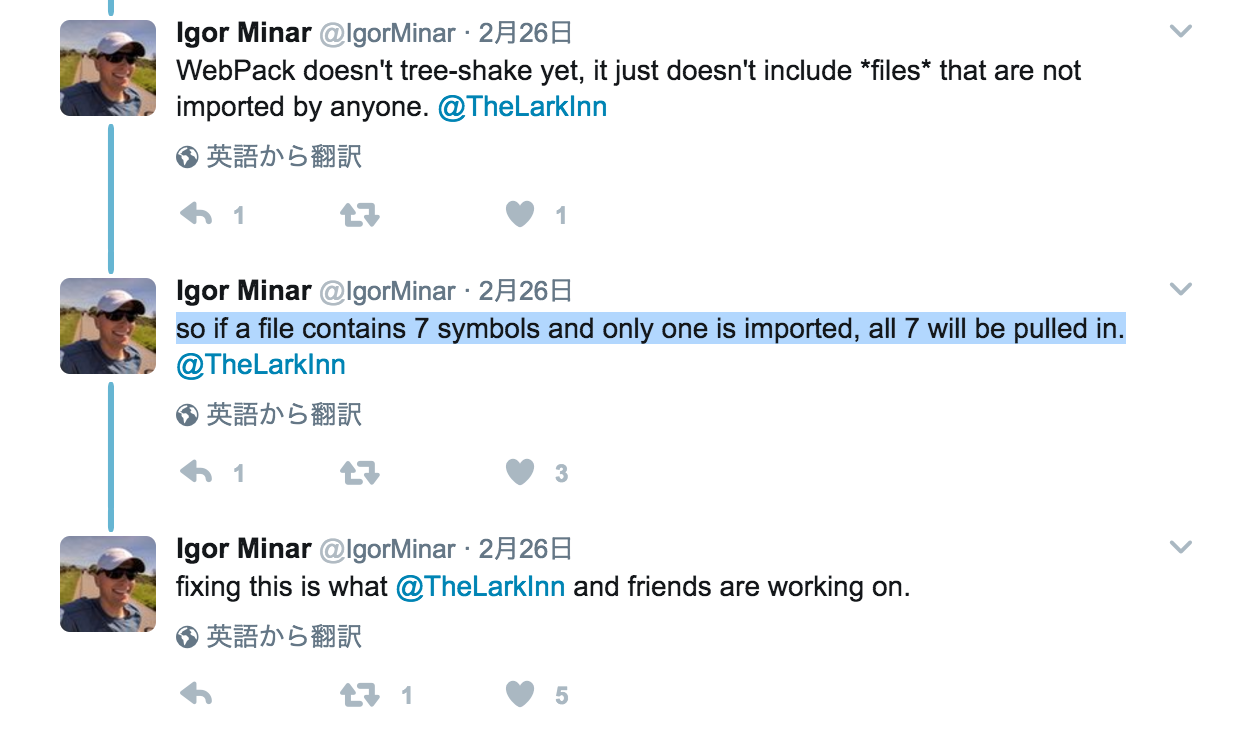 Igor Minar @IgorMinar · 2月26日
WebPack doesn't tree-shake yet, it just doesn't include *files* that are not
imported by anyone. @TheLarkInn
英語から翻訳
1 1
Igor Minar @IgorMinar · 2月26日
so if a file contains 7 symbols and only one is imported, all 7 will be pulled in.
@TheLarkInn
英語から翻訳
1 3
Igor Minar @IgorMinar · 2月26日
fixing this is what @TheLarkInn and friends are working on.
英語から翻訳
1 5